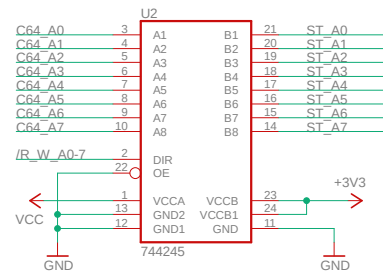 U2
C64_A0 3 A1 B1 21 ST_A0
C64_A1 4 A2 B2 20 ST_A1
C64_A2 5 A3 B3 19 ST_A2
C64_A3 6 A4 B4 18 ST_A3
C64_A4 7 A5 B5 17 ST_A4
C64_A5 8 A6 B6 16 ST_A5
C64_A6 9 A7 B7 15 ST_A6
C64_A7 10 A8 B8 14 ST_A7
/R_W_A0-7 2 DIR
22 OE
+3V3
1 VCCA VCCB 23
VCC 13 GND2 VCCB1 24
12 GND1 GND 11
744245
GND GND